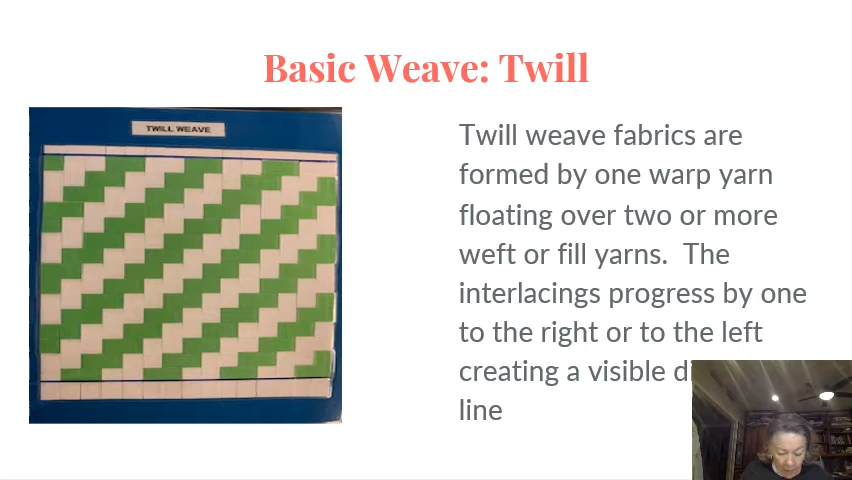 Basic Weave: Twill
TWILL WEAVE
Twill weave fabrics are
formed by one warp yarn
floating over two or more
weft or fill yarns.  The
interlacings progress by one
to the right or to the left
creating a visible
line